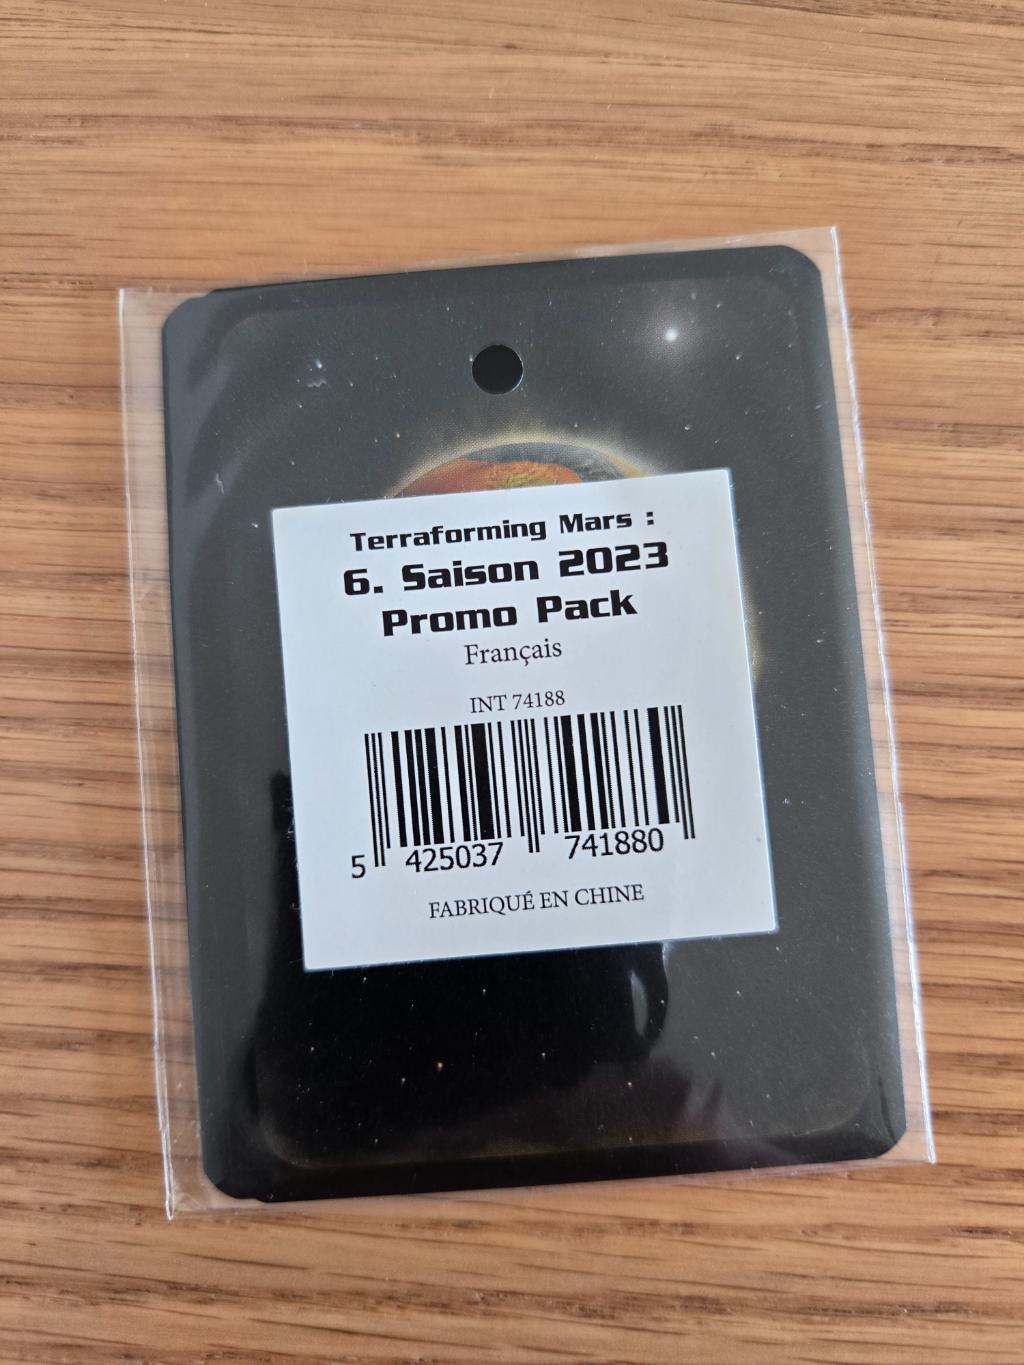 Terraforming Mars :
6. Saison 2023
Promo Pack
Français
INT 74188
5 425037 741880
FABRIQUÉ EN CHINE